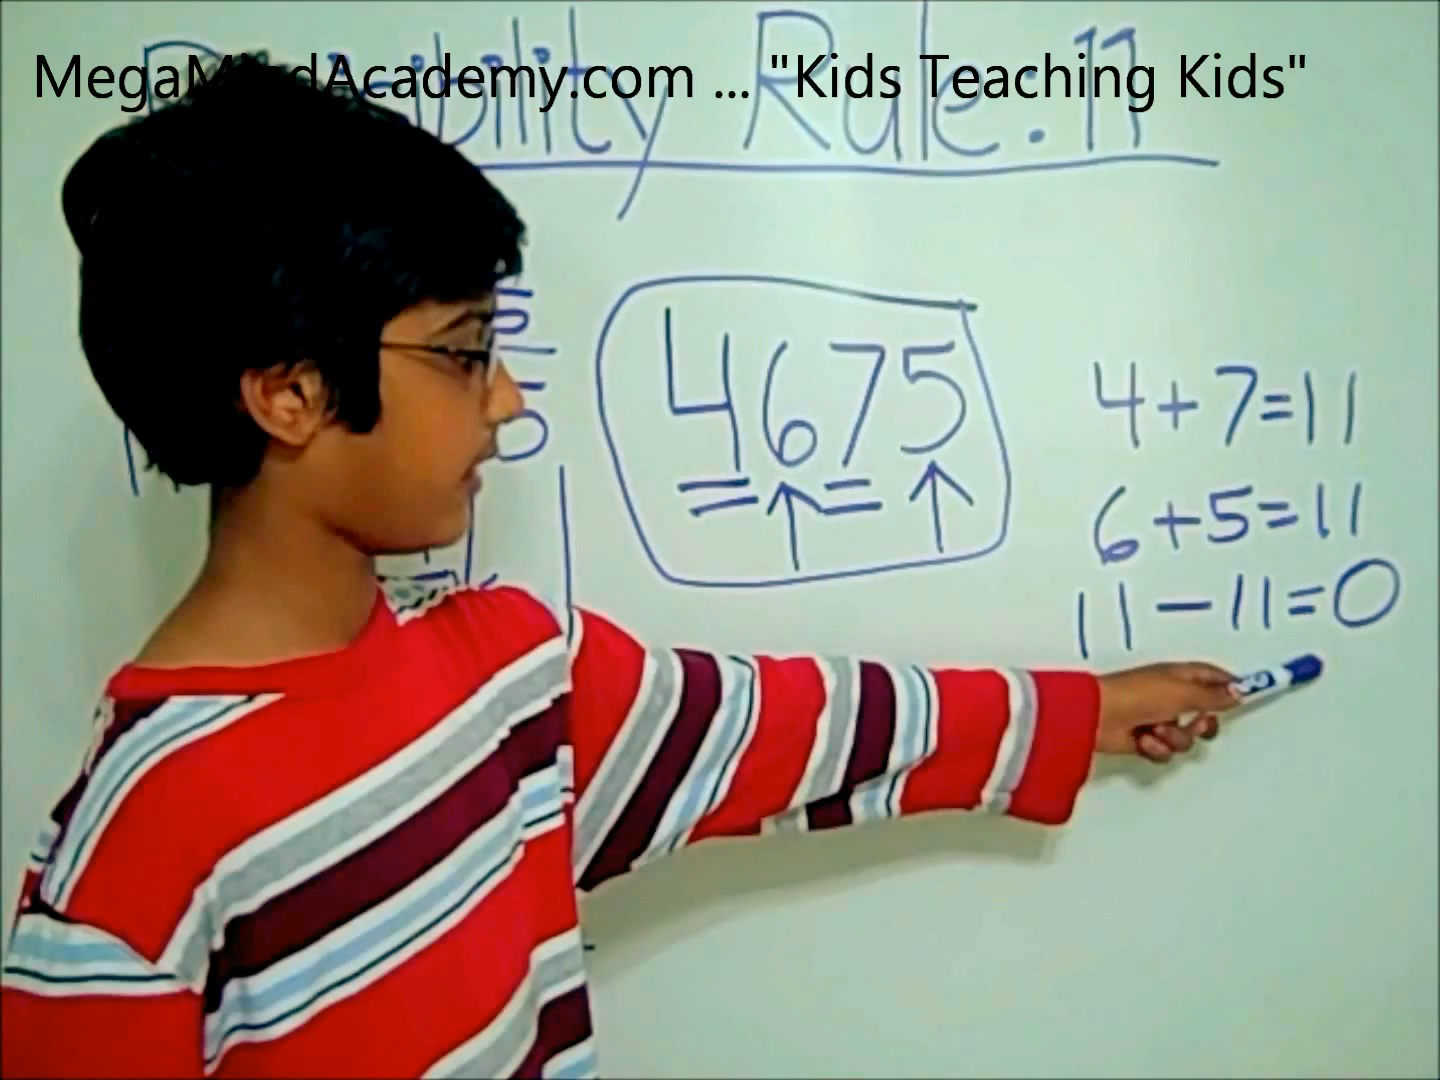 MegaMindAcademy.com ... "Kids Teaching Kids"
Divisibility Rule. 11
4675
4+7=11
6+5=11
11-11=0